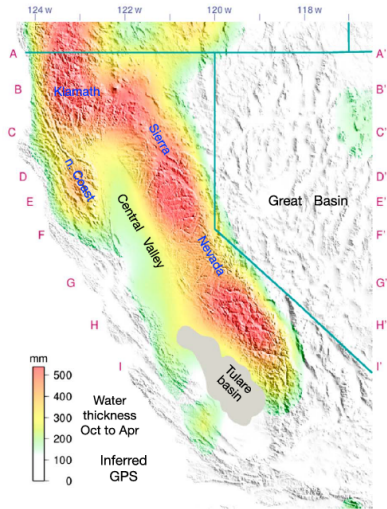 124 W 122 W 120 W 118 W
A A'
B Klamath B'
Sierra
C C'
n. Coast
D D'
E Central Valley Great Basin E'
F Nevada F'
G G'
H H'
I Tulare basin I'
mm
500
400
300
200
100
0
Water
thickness
Oct to Apr
Inferred
GPS